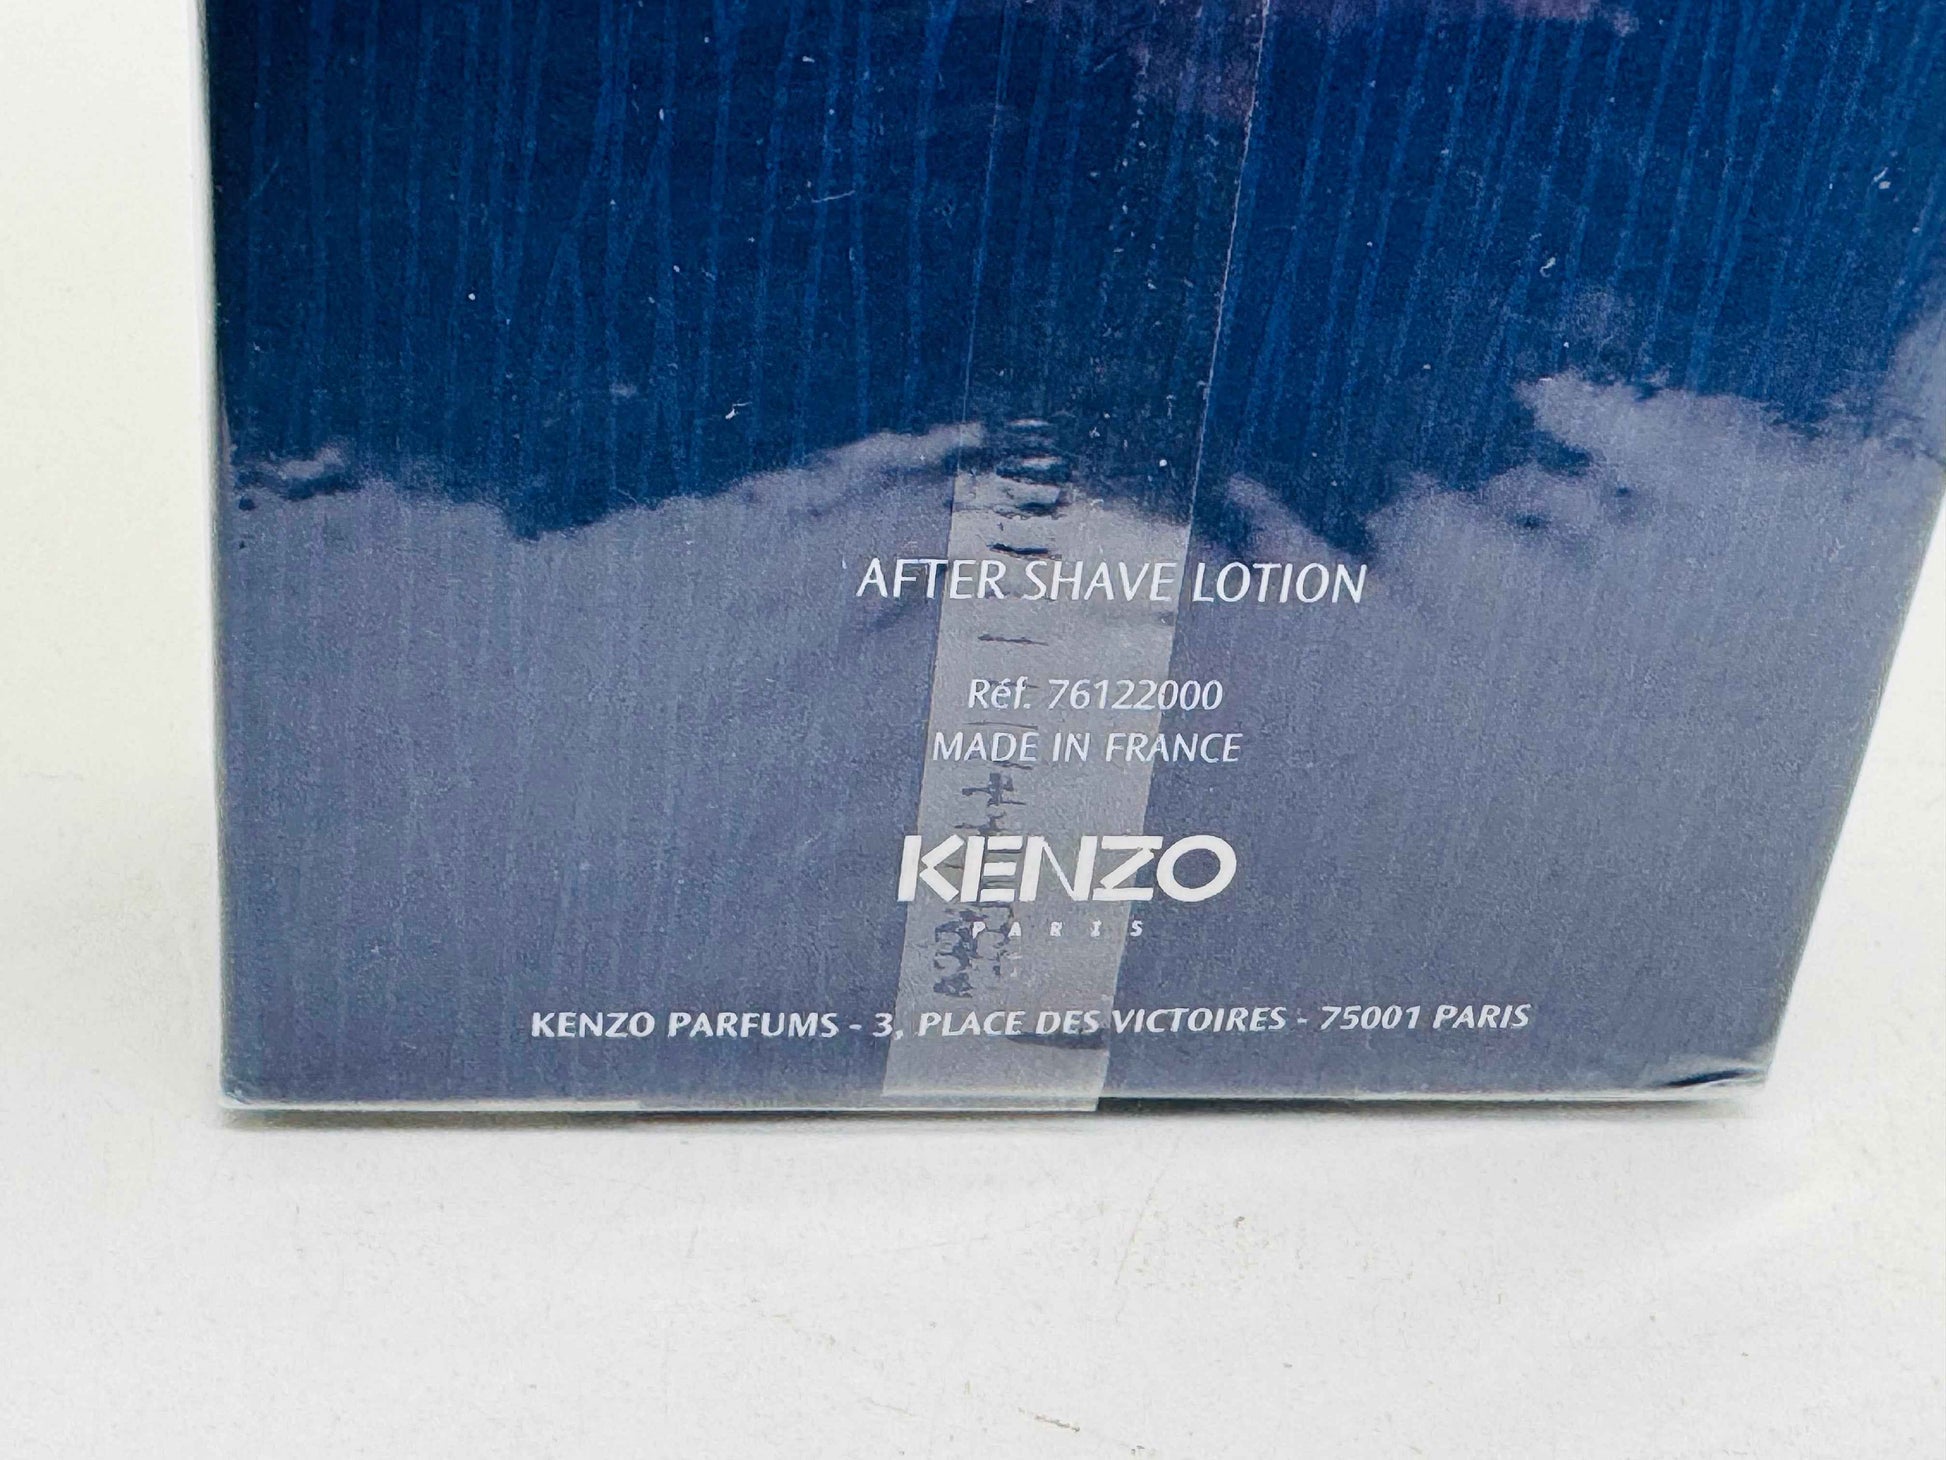 AFTER SHAVE LOTION
Réf. 76122000
MADE IN FRANCE
KENZO
PARIS
KENZO PARFUMS - 3, PLACE DES VICTOIRES - 75001 PARIS